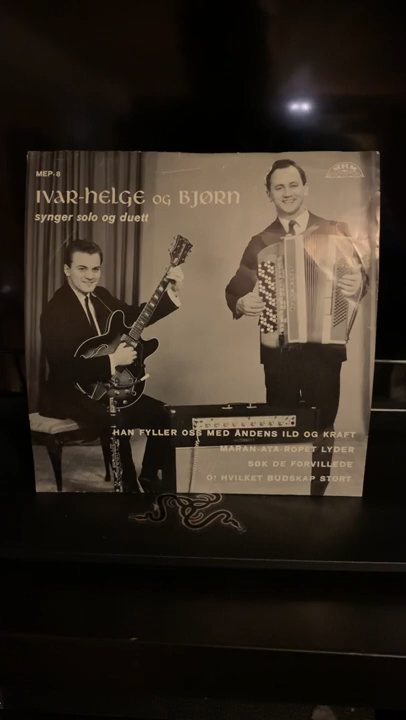 MEP-8
IVAR-HELGE OG BJØRN
synger solo og duett
HAN FYLLER OSS MED ÅNDENS ILD OG KRAFT
MARAN ATA-ROPET LYDER
SØK DE FORVILLEDE
O! HVILKET BUDSKAP STORT